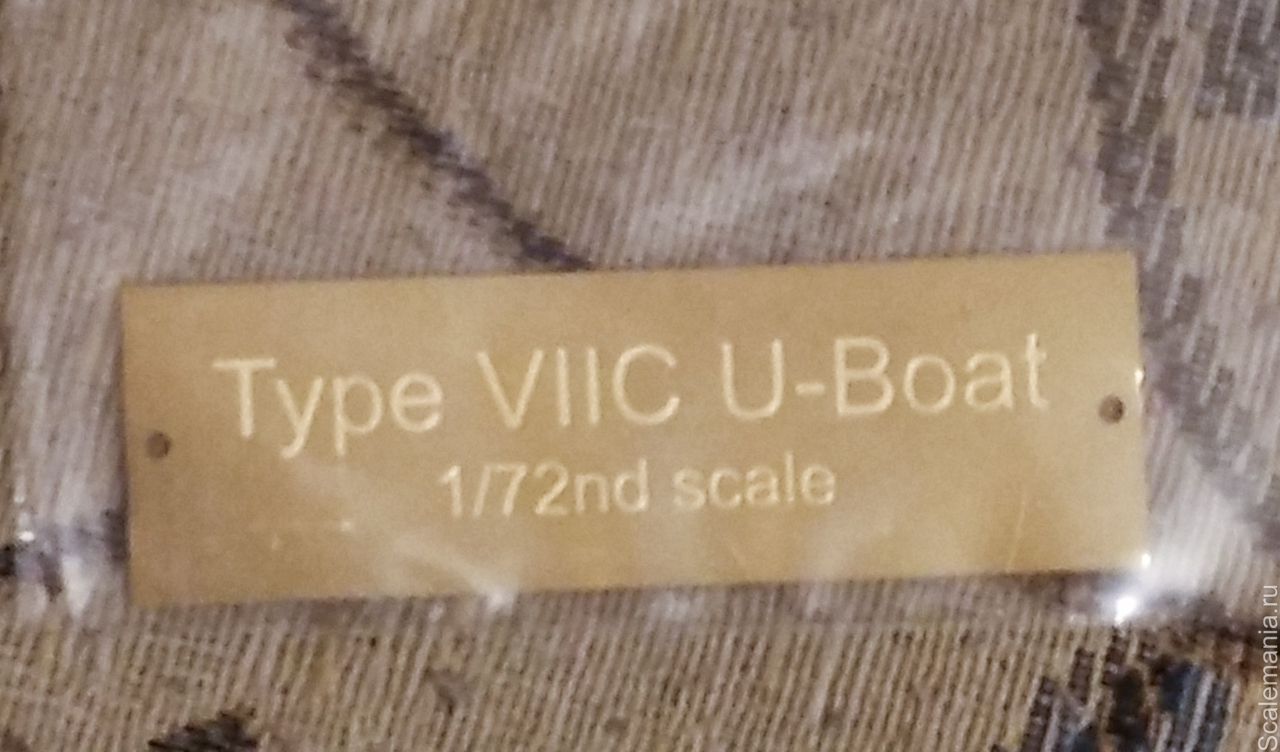 Type VIIC U-Boat
1/72nd scale
Scalemania.ru